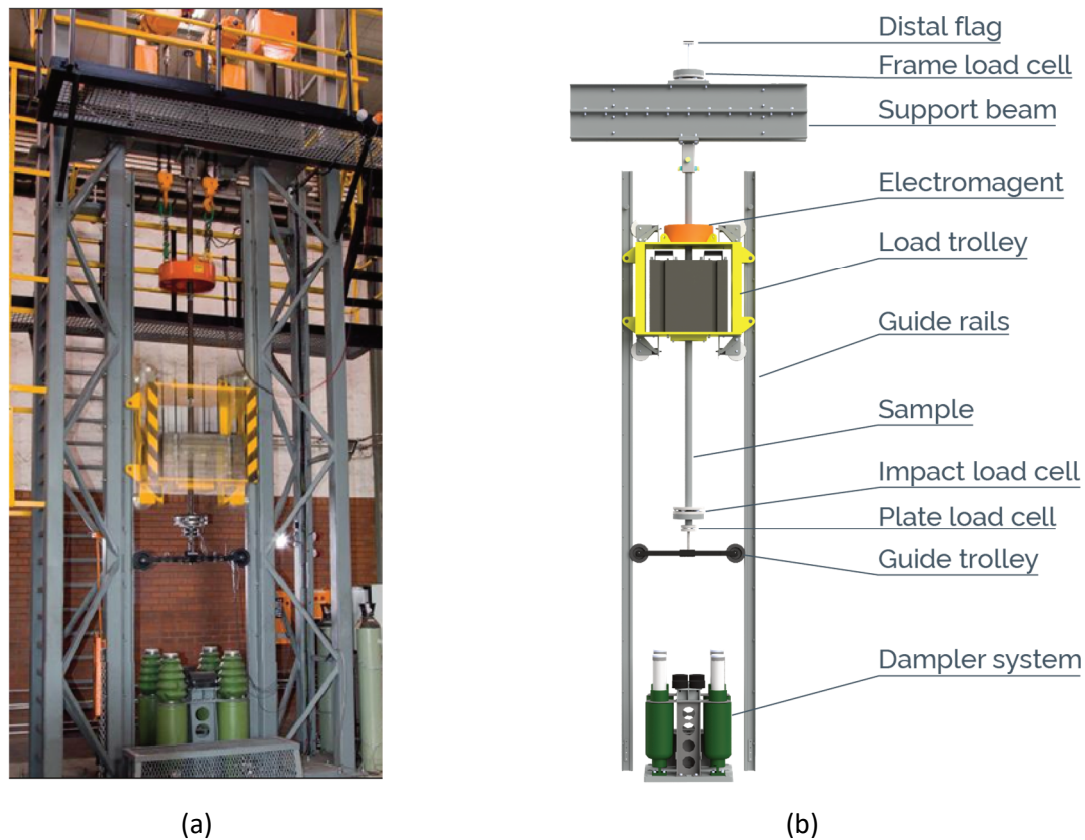 Distal flag
Frame load cell
Support beam
Electromagent
Load trolley
Guide rails
Sample
Impact load cell
Plate load cell
Guide trolley
Dampler system
(a)
(b)